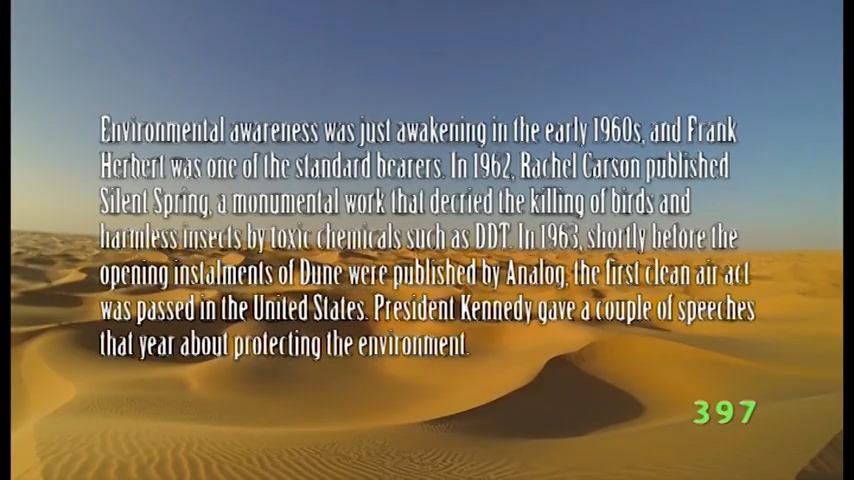 Environmental awareness was just awakening in the early 1960s, and Frank
Herbert was one of the standard bearers. In 1962, Rachel Carson published
Silent Spring, a monumental work that decried the killing of birds and
harmless insects by toxic chemicals such as DDT. In 1963, shortly before the
opening instalments of Dune were published by Analog, the first clean air act
was passed in the United States. President Kennedy gave a couple of speeches
that year about protecting the environment.
397